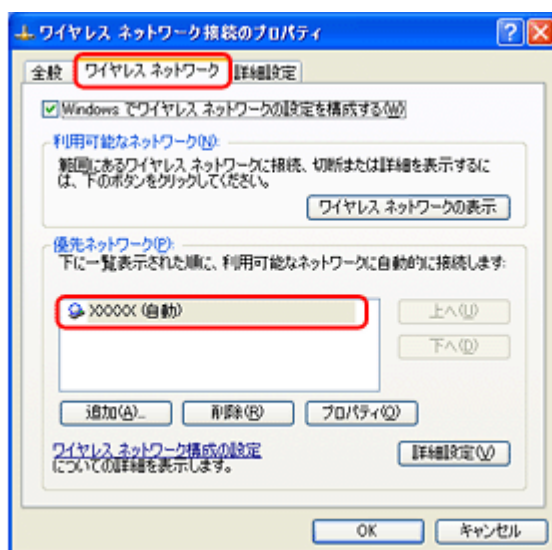 ワイヤレス ネットワーク接続のプロパティ
全般 ワイヤレス ネットワーク 詳細設定
Windows でワイヤレス ネットワークの設定を構成する(W)
利用可能なネットワーク(N):
範囲にあるワイヤレス ネットワークに接続、切断または詳細を表示するに
は、下のボタンをクリックしてください。
ワイヤレス ネットワークの表示
優先ネットワーク(P):
下に一覧表示された順に、利用可能なネットワークに自動的に接続します:
XXXXX (自動)
上へ(U)
下へ(D)
追加(A)... 削除(R) プロパティ(O)
ワイヤレス ネットワーク構成の設定
についての詳細を表示します。
詳細設定(V)
OK キャンセル